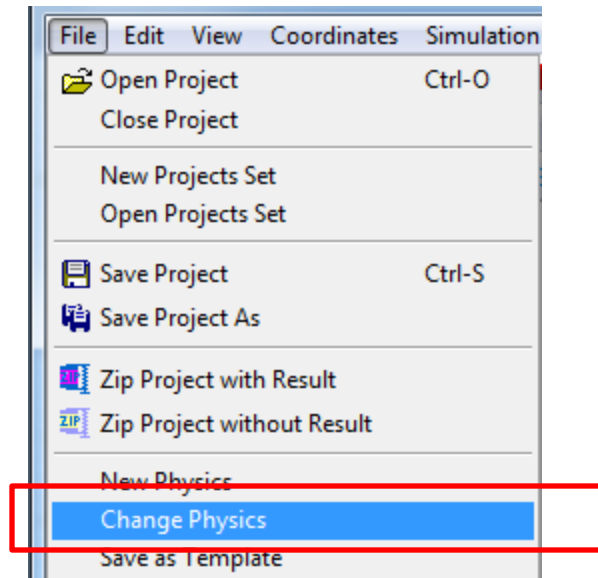 File Edit View Coordinates Simulation
Open Project Ctrl-O
Close Project
New Projects Set
Open Projects Set
Save Project Ctrl-S
Save Project As
Zip Project with Result
ZIP Zip Project without Result
New Physics
Change Physics
Save as Template